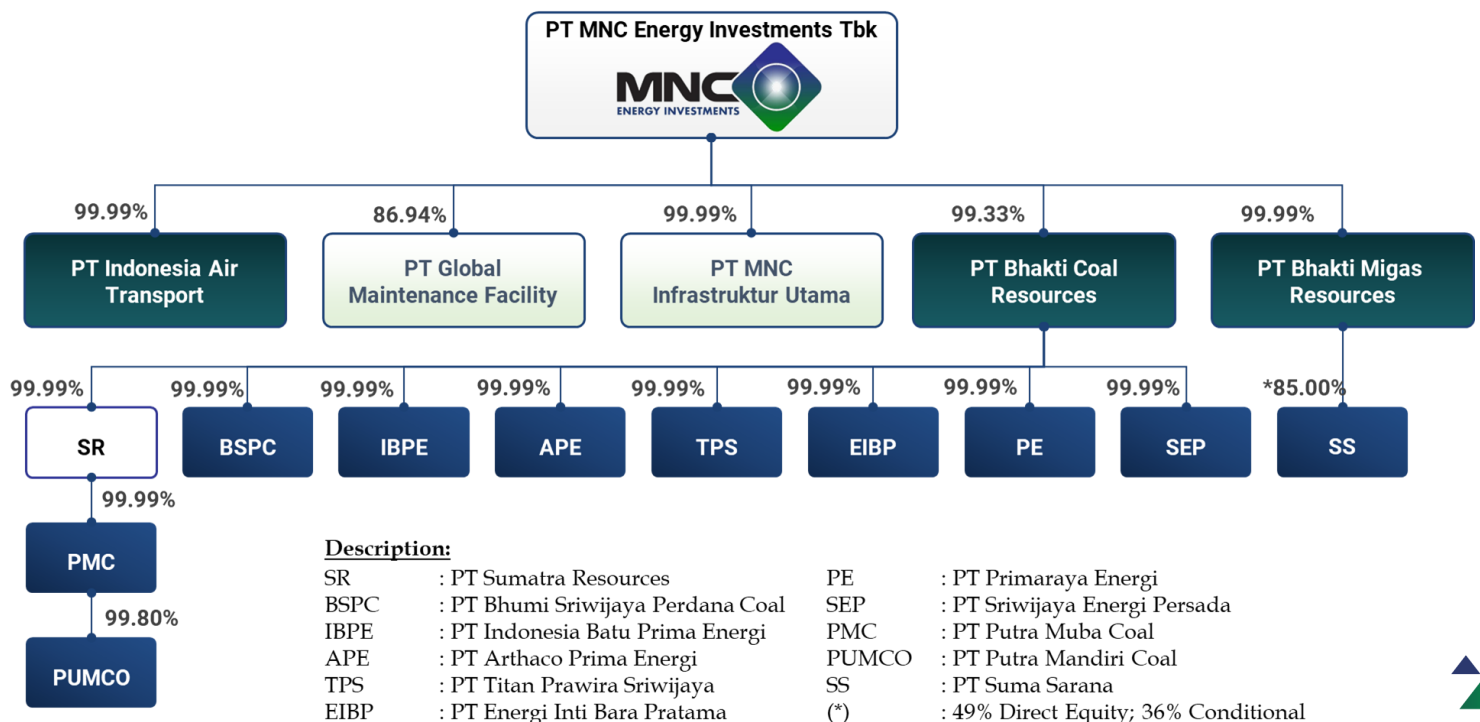 PT MNC Energy Investments Tbk
MNC
ENERGY INVESTMENTS
99.99%
86.94%
99.99%
99.33%
99.99%
PT Indonesia Air
Transport
PT Global
Maintenance Facility
PT MNC
Infrastruktur Utama
PT Bhakti Coal
Resources
PT Bhakti Migas
Resources
99.99%
99.99%
99.99%
99.99%
99.99%
99.99%
99.99%
99.99%
*85.00%
SR
BSPC
IBPE
APE
TPS
EIBP
PE
SEP
SS
99.99%
PMC
99.80%
PUMCO
Description:
SR : PT Sumatra Resources
BSPC : PT Bhumi Sriwijaya Perdana Coal
IBPE : PT Indonesia Batu Prima Energi
APE : PT Arthaco Prima Energi
TPS : PT Titan Prawira Sriwijaya
EIBP : PT Energi Inti Bara Pratama
PE : PT Primaraya Energi
SEP : PT Sriwijaya Energi Persada
PMC : PT Putra Muba Coal
PUMCO : PT Putra Mandiri Coal
SS : PT Suma Sarana
(*) : 49% Direct Equity; 36% Conditional